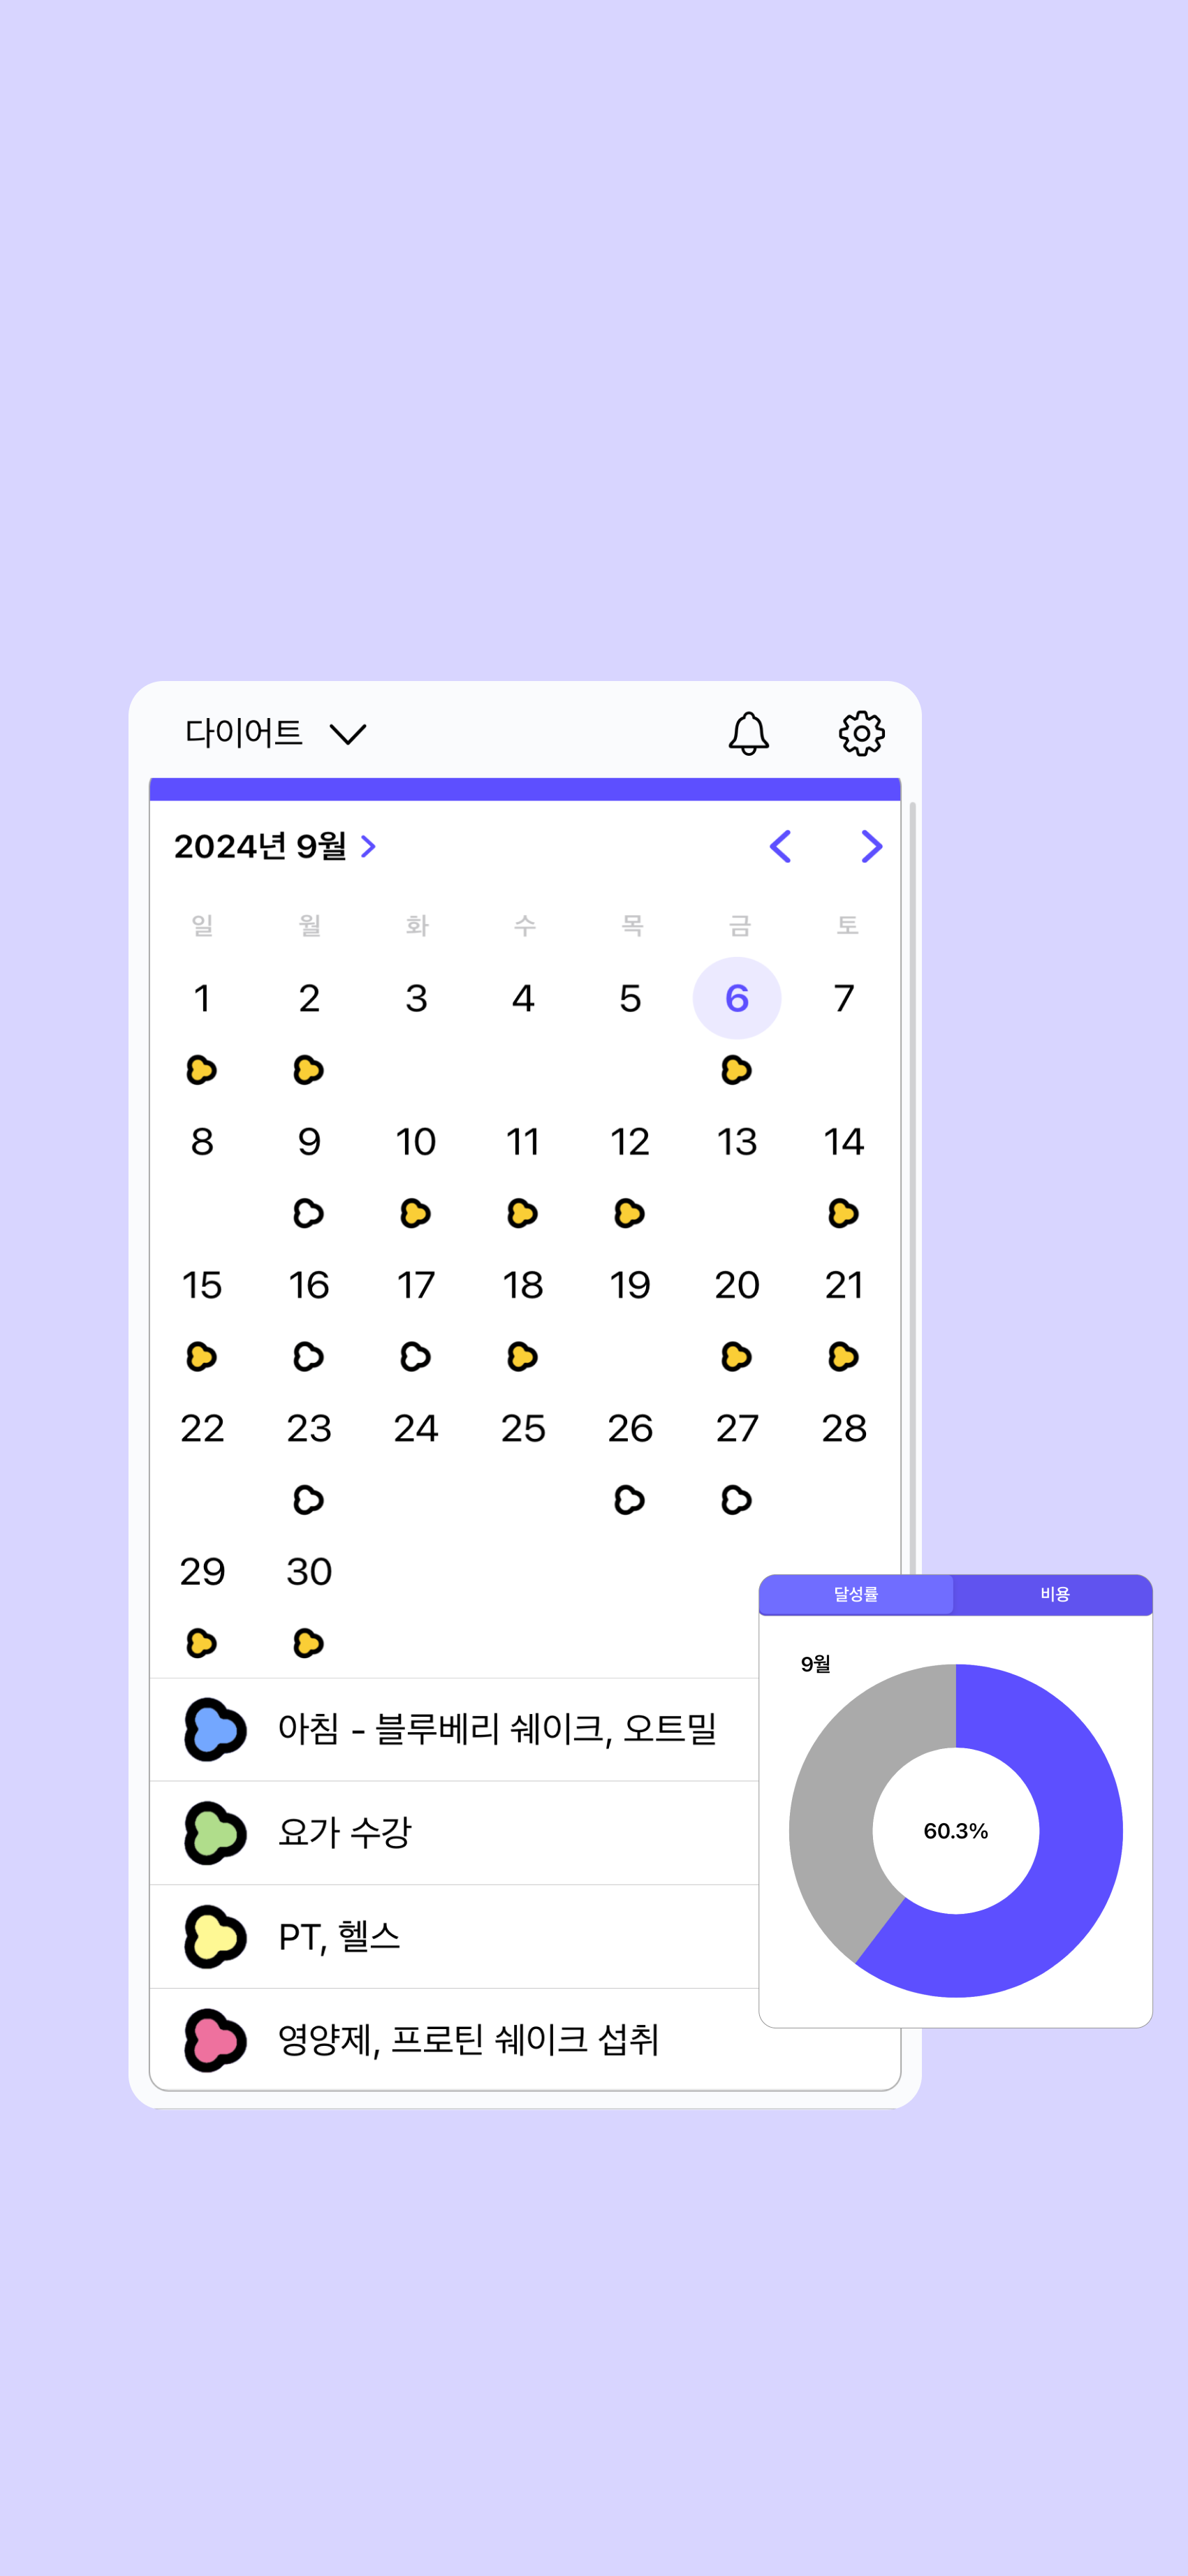 다이어트
2024년 9월
일 월 화 수 목 금 토
1 2 3 4 5 6 7
8 9 10 11 12 13 14
15 16 17 18 19 20 21
22 23 24 25 26 27 28
29 30
아침 - 블루베리 쉐이크, 오트밀
요가 수강
PT, 헬스
영양제, 프로틴 쉐이크 섭취
달성률 비용
9월
60.3%